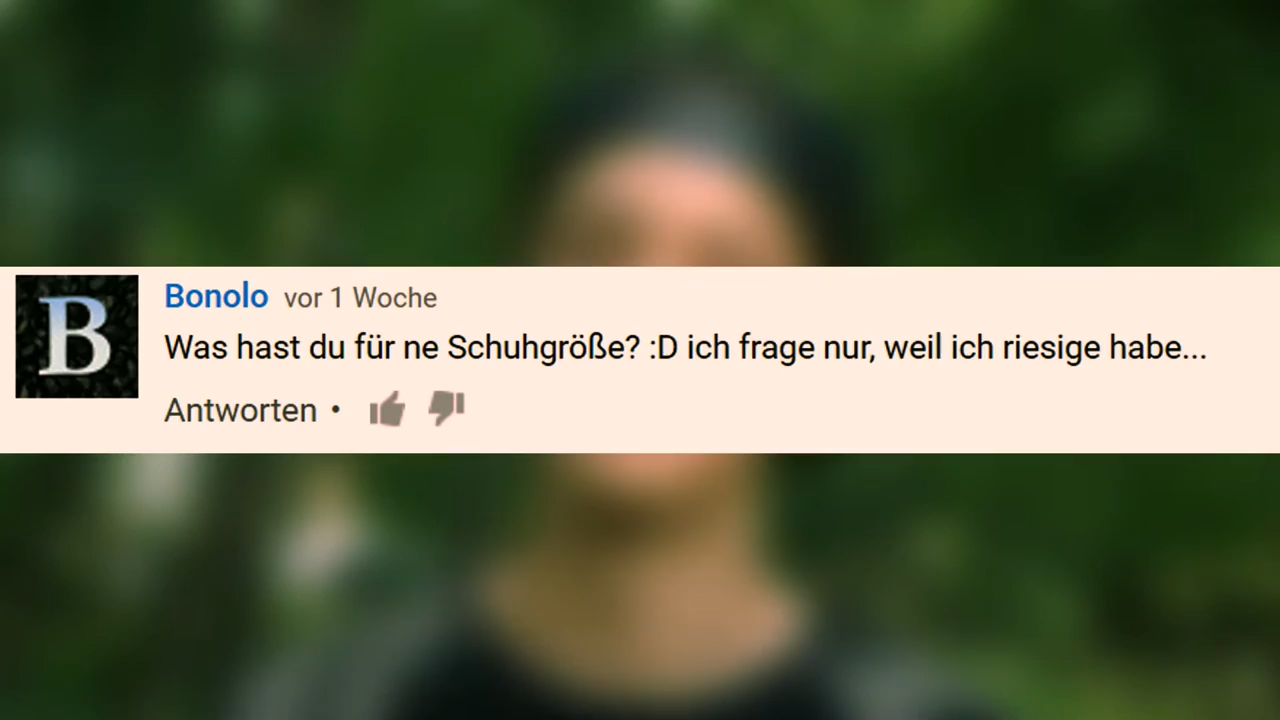 B
Bonolo vor 1 Woche
Was hast du für ne Schuhgröße? :D ich frage nur, weil ich riesige habe...
Antworten •